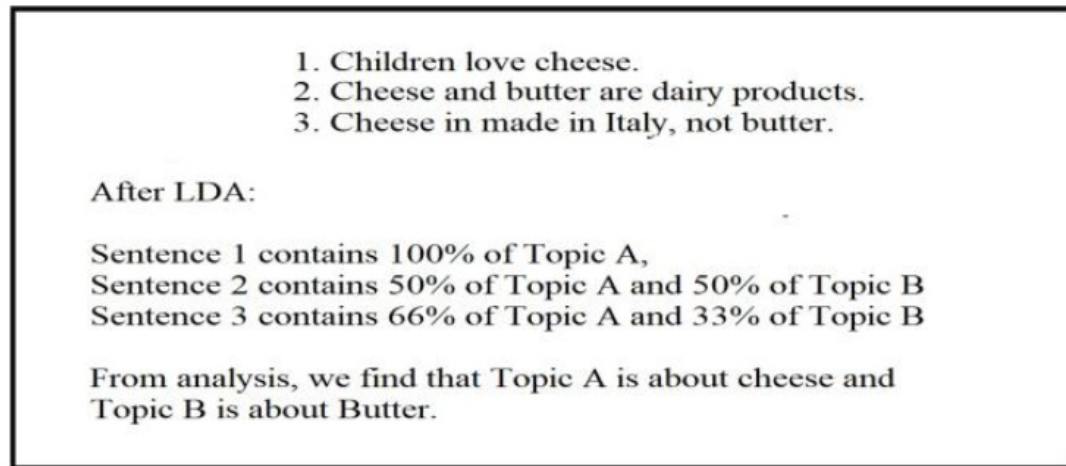 1. Children love cheese.
2. Cheese and butter are dairy products.
3. Cheese in made in Italy, not butter.
After LDA:
Sentence 1 contains 100% of Topic A,
Sentence 2 contains 50% of Topic A and 50% of Topic B
Sentence 3 contains 66% of Topic A and 33% of Topic B
From analysis, we find that Topic A is about cheese and
Topic B is about Butter.